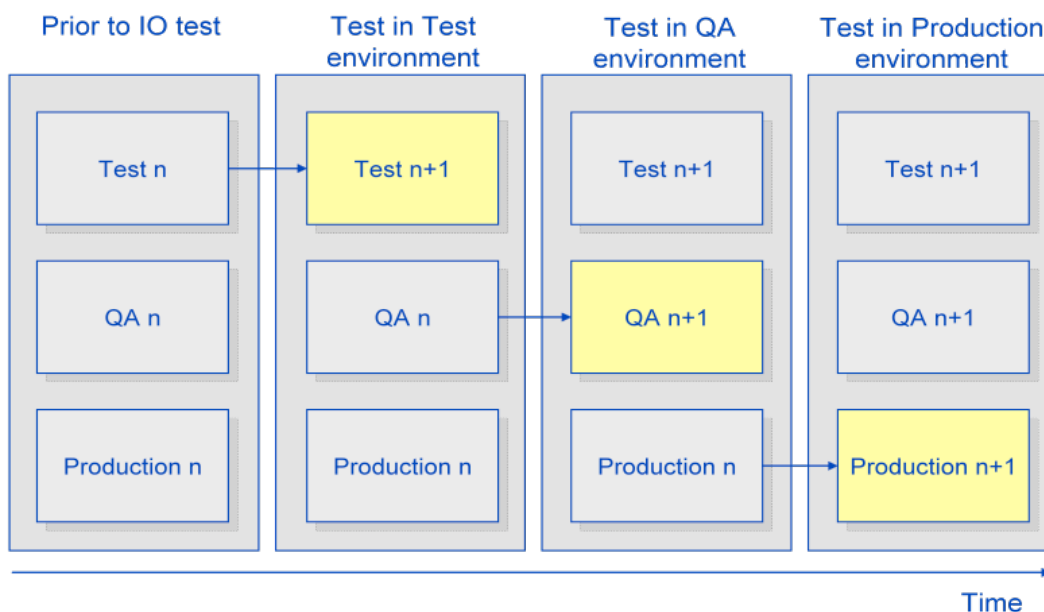 Prior to IO test
Test in Test
environment
Test in QA
environment
Test in Production
environment
Test n
Test n+1
Test n+1
Test n+1
QA n
QA n
QA n+1
QA n+1
Production n
Production n
Production n
Production n+1
Time